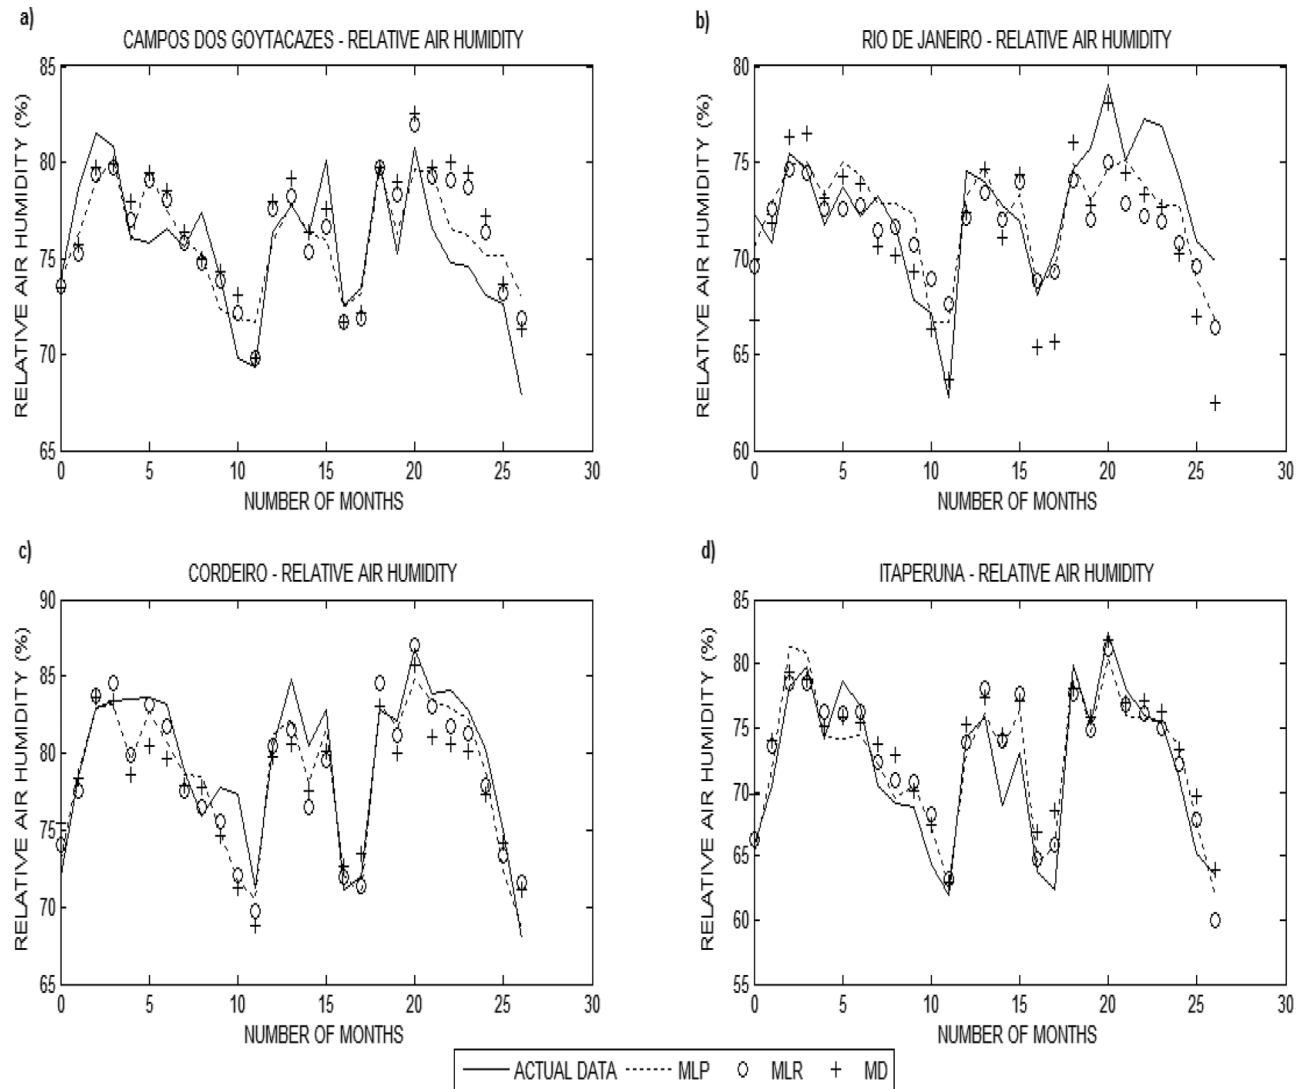 a)
CAMPOS DOS GOYTACAZES - RELATIVE AIR HUMIDITY
RELATIVE AIR HUMIDITY (%)
85
80
75
70
65
0 5 10 15 20 25 30
NUMBER OF MONTHS
b)
RIO DE JANEIRO - RELATIVE AIR HUMIDITY
RELATIVE AIR HUMIDITY (%)
80
75
70
65
60
0 5 10 15 20 25 30
NUMBER OF MONTHS
c)
CORDEIRO - RELATIVE AIR HUMIDITY
RELATIVE AIR HUMIDITY (%)
90
85
80
75
70
65
0 5 10 15 20 25 30
NUMBER OF MONTHS
d)
ITAPERUNA - RELATIVE AIR HUMIDITY
RELATIVE AIR HUMIDITY (%)
85
80
75
70
65
60
55
0 5 10 15 20 25 30
NUMBER OF MONTHS
ACTUAL DATA MLP MLR MD